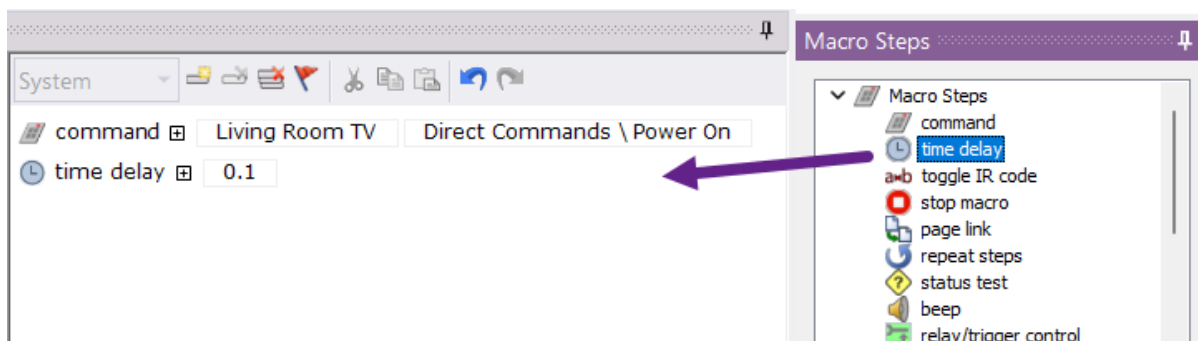 System
command Living Room TV Direct Commands \ Power On
time delay 0.1
Macro Steps
Macro Steps
command
time delay
a↔b toggle IR code
stop macro
page link
repeat steps
status test
beep
relay/trigger control